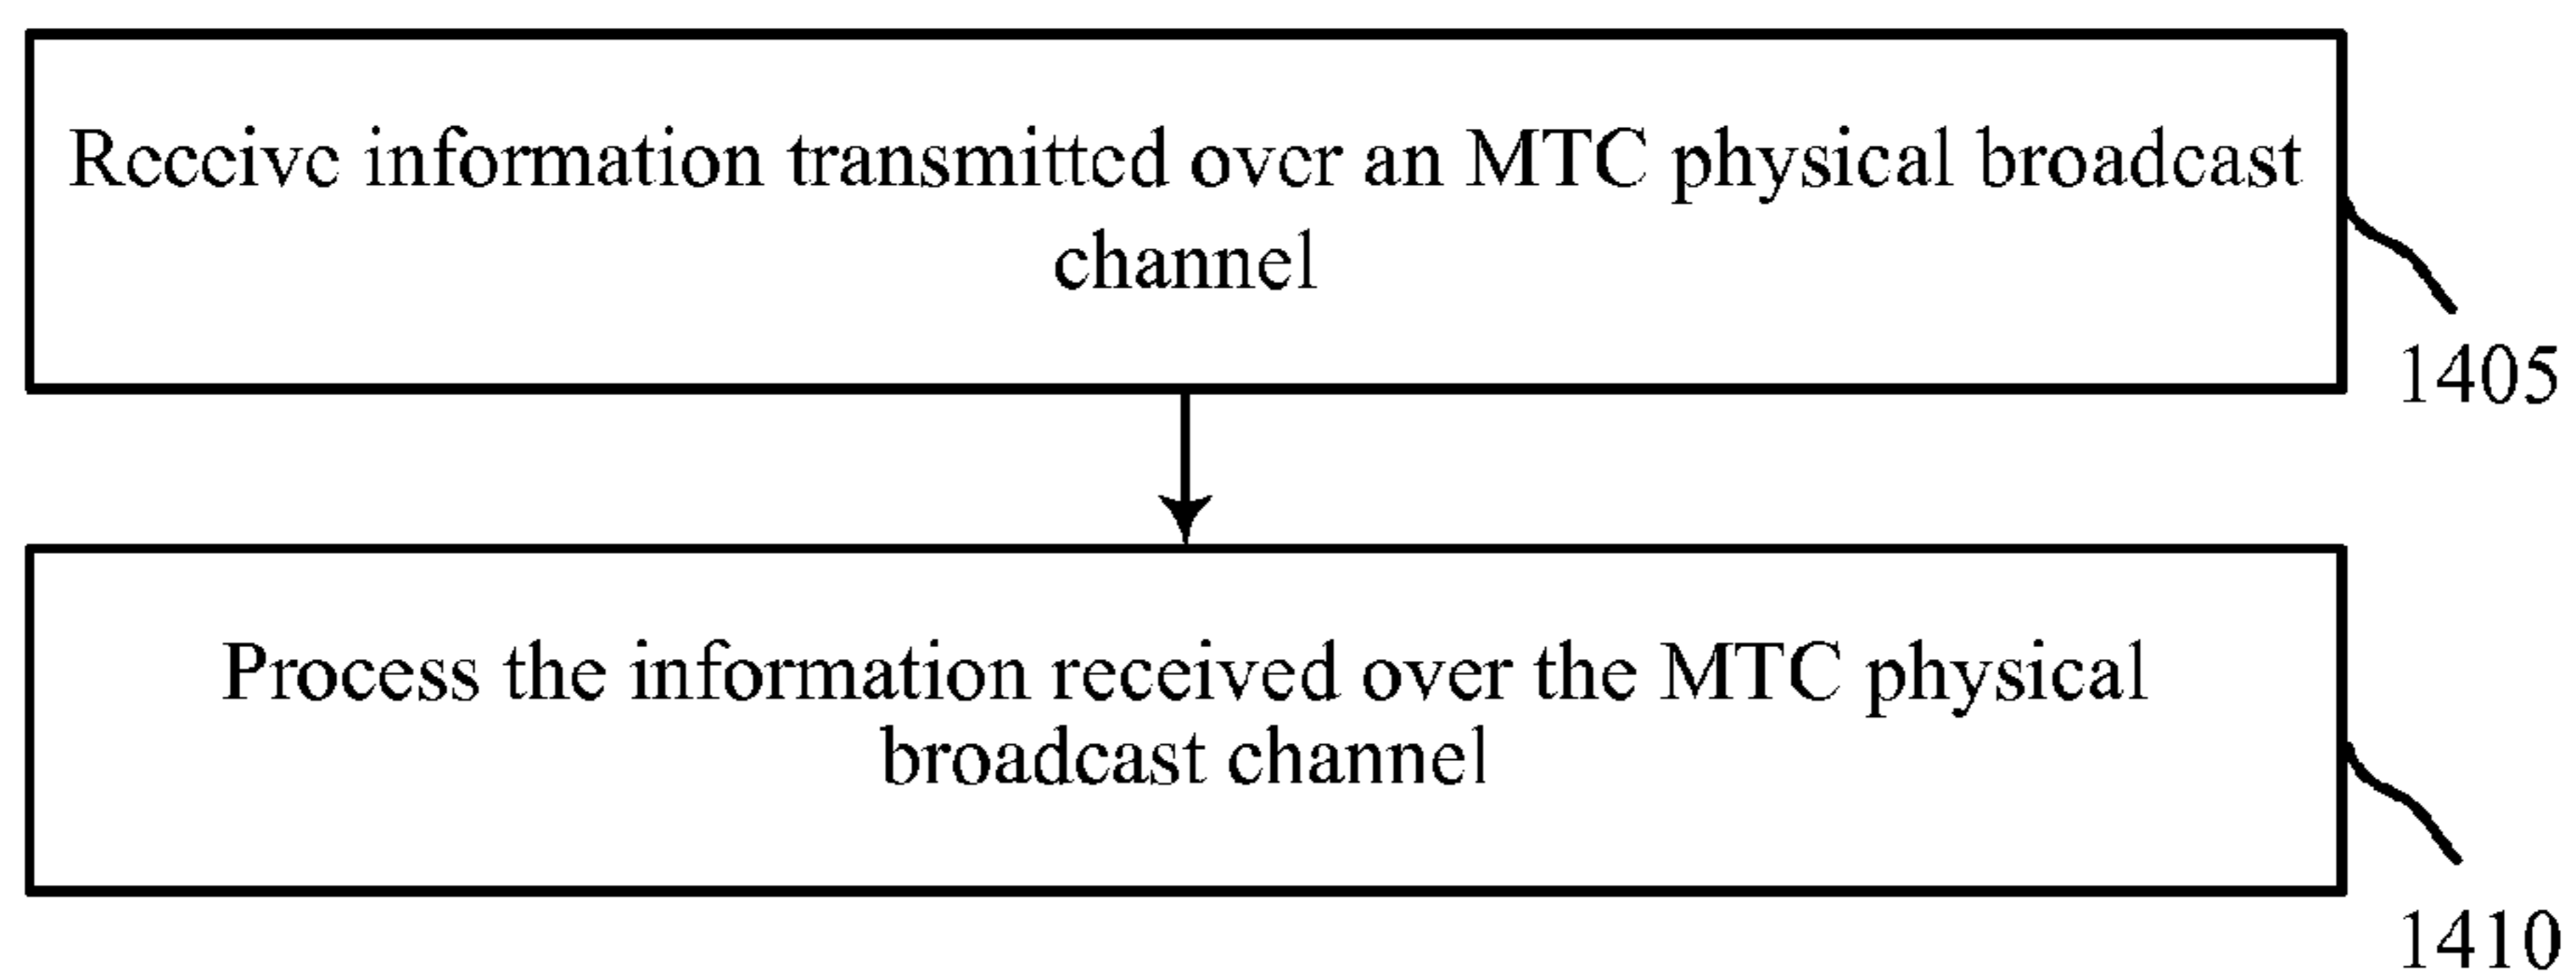 Receive information transmitted over an MTC physical broadcast
channel
1405
Process the information received over the MTC physical
broadcast channel
1410